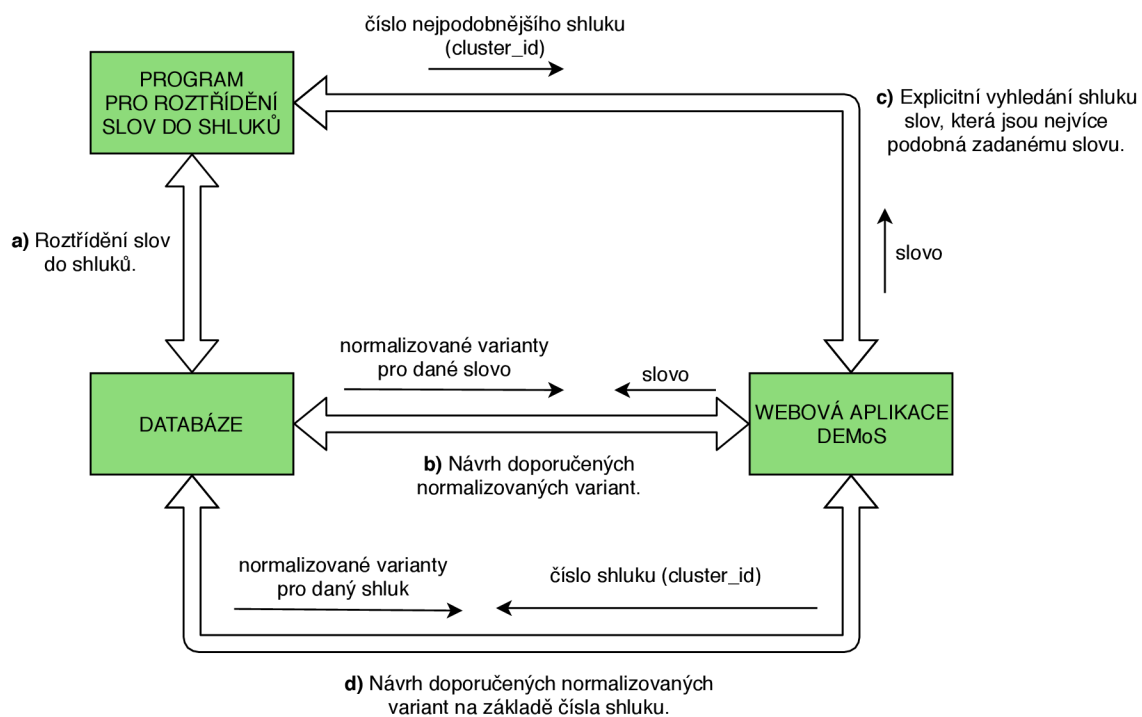 číslo nejpodobnějšího shluku
(cluster_id)
PROGRAM
PRO ROZTŘÍDĚNÍ
SLOV DO SHLUKŮ
c) Explicitní vyhledání shluku
slov, která jsou nejvíce
podobná zadanému slovu.
a) Roztřídění slov
do shluků.
slovo
normalizované varianty
pro dané slovo
slovo
DATABÁZE
WEBOVÁ APLIKACE
DEMoS
b) Návrh doporučených
normalizovaných variant.
normalizované varianty
pro daný shluk
číslo shluku (cluster_id)
d) Návrh doporučených normalizovaných
variant na základě čísla shluku.